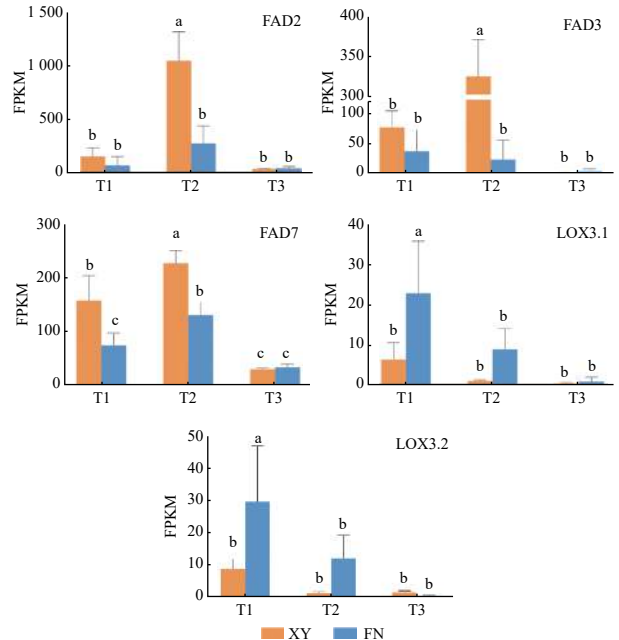 FAD2
1 500
1 000
500
0
FPKM
a
b b b b b
T1 T2 T3
FAD3
400
350
300
100
50
0
FPKM
a
b b b b b
T1 T2 T3
FAD7
300
200
100
0
FPKM
a
b c b c c
T1 T2 T3
LOX3.1
40
30
20
10
0
FPKM
a
b b b b b
T1 T2 T3
LOX3.2
50
40
30
20
10
0
FPKM
a
b b b b b
T1 T2 T3
XY FN